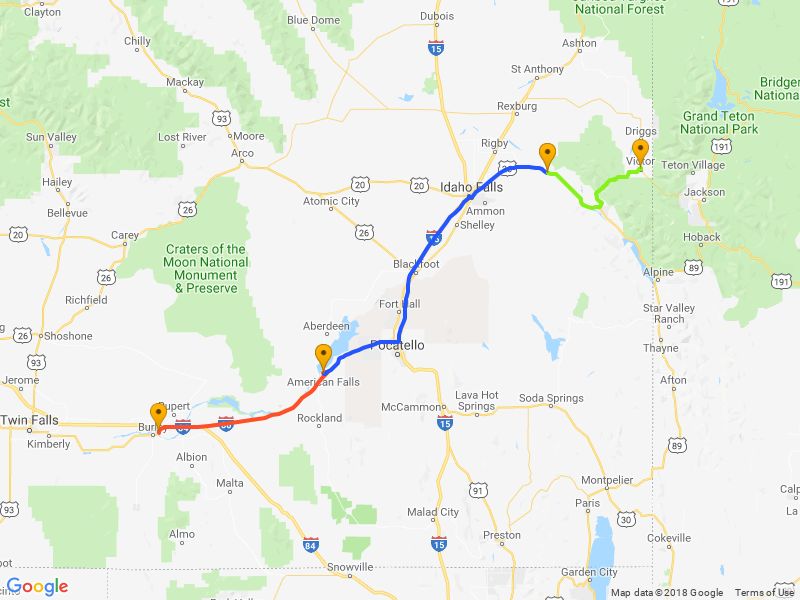 Clayton
Blue Dome
Dubois
National Forest
15
Chilly
Ashton
St Anthony
Mackay
Bridger
National
93
Rexburg
Grand Teton
National Park
Sun Valley
Lost River
Moore
Rigby
Driggs
191
Arco
Victor
Teton Village
Hailey
20
20
Idaho Falls
Jackson
26
Atomic City
Ammon
Bellevue
Shelley
20
Carey
26
Hoback
Craters of the
Moon National
Monument
& Preserve
Blackfoot
89
Alpine
191
26
Richfield
Fort Hall
Star Valley
Ranch
Aberdeen
Shoshone
Pocatello
Thayne
93
Jerome
American Falls
Afton
Rupert
McCammon
Lava Hot
Springs
Soda Springs
Twin Falls
Burley
Rockland
15
Kimberly
89
Albion
Malta
91
Montpelier
93
Paris
Malad City
30
Almo
Preston
Cokeville
84
15
Snowville
Garden City
Google
Map data ©2018 Google
Terms of Use